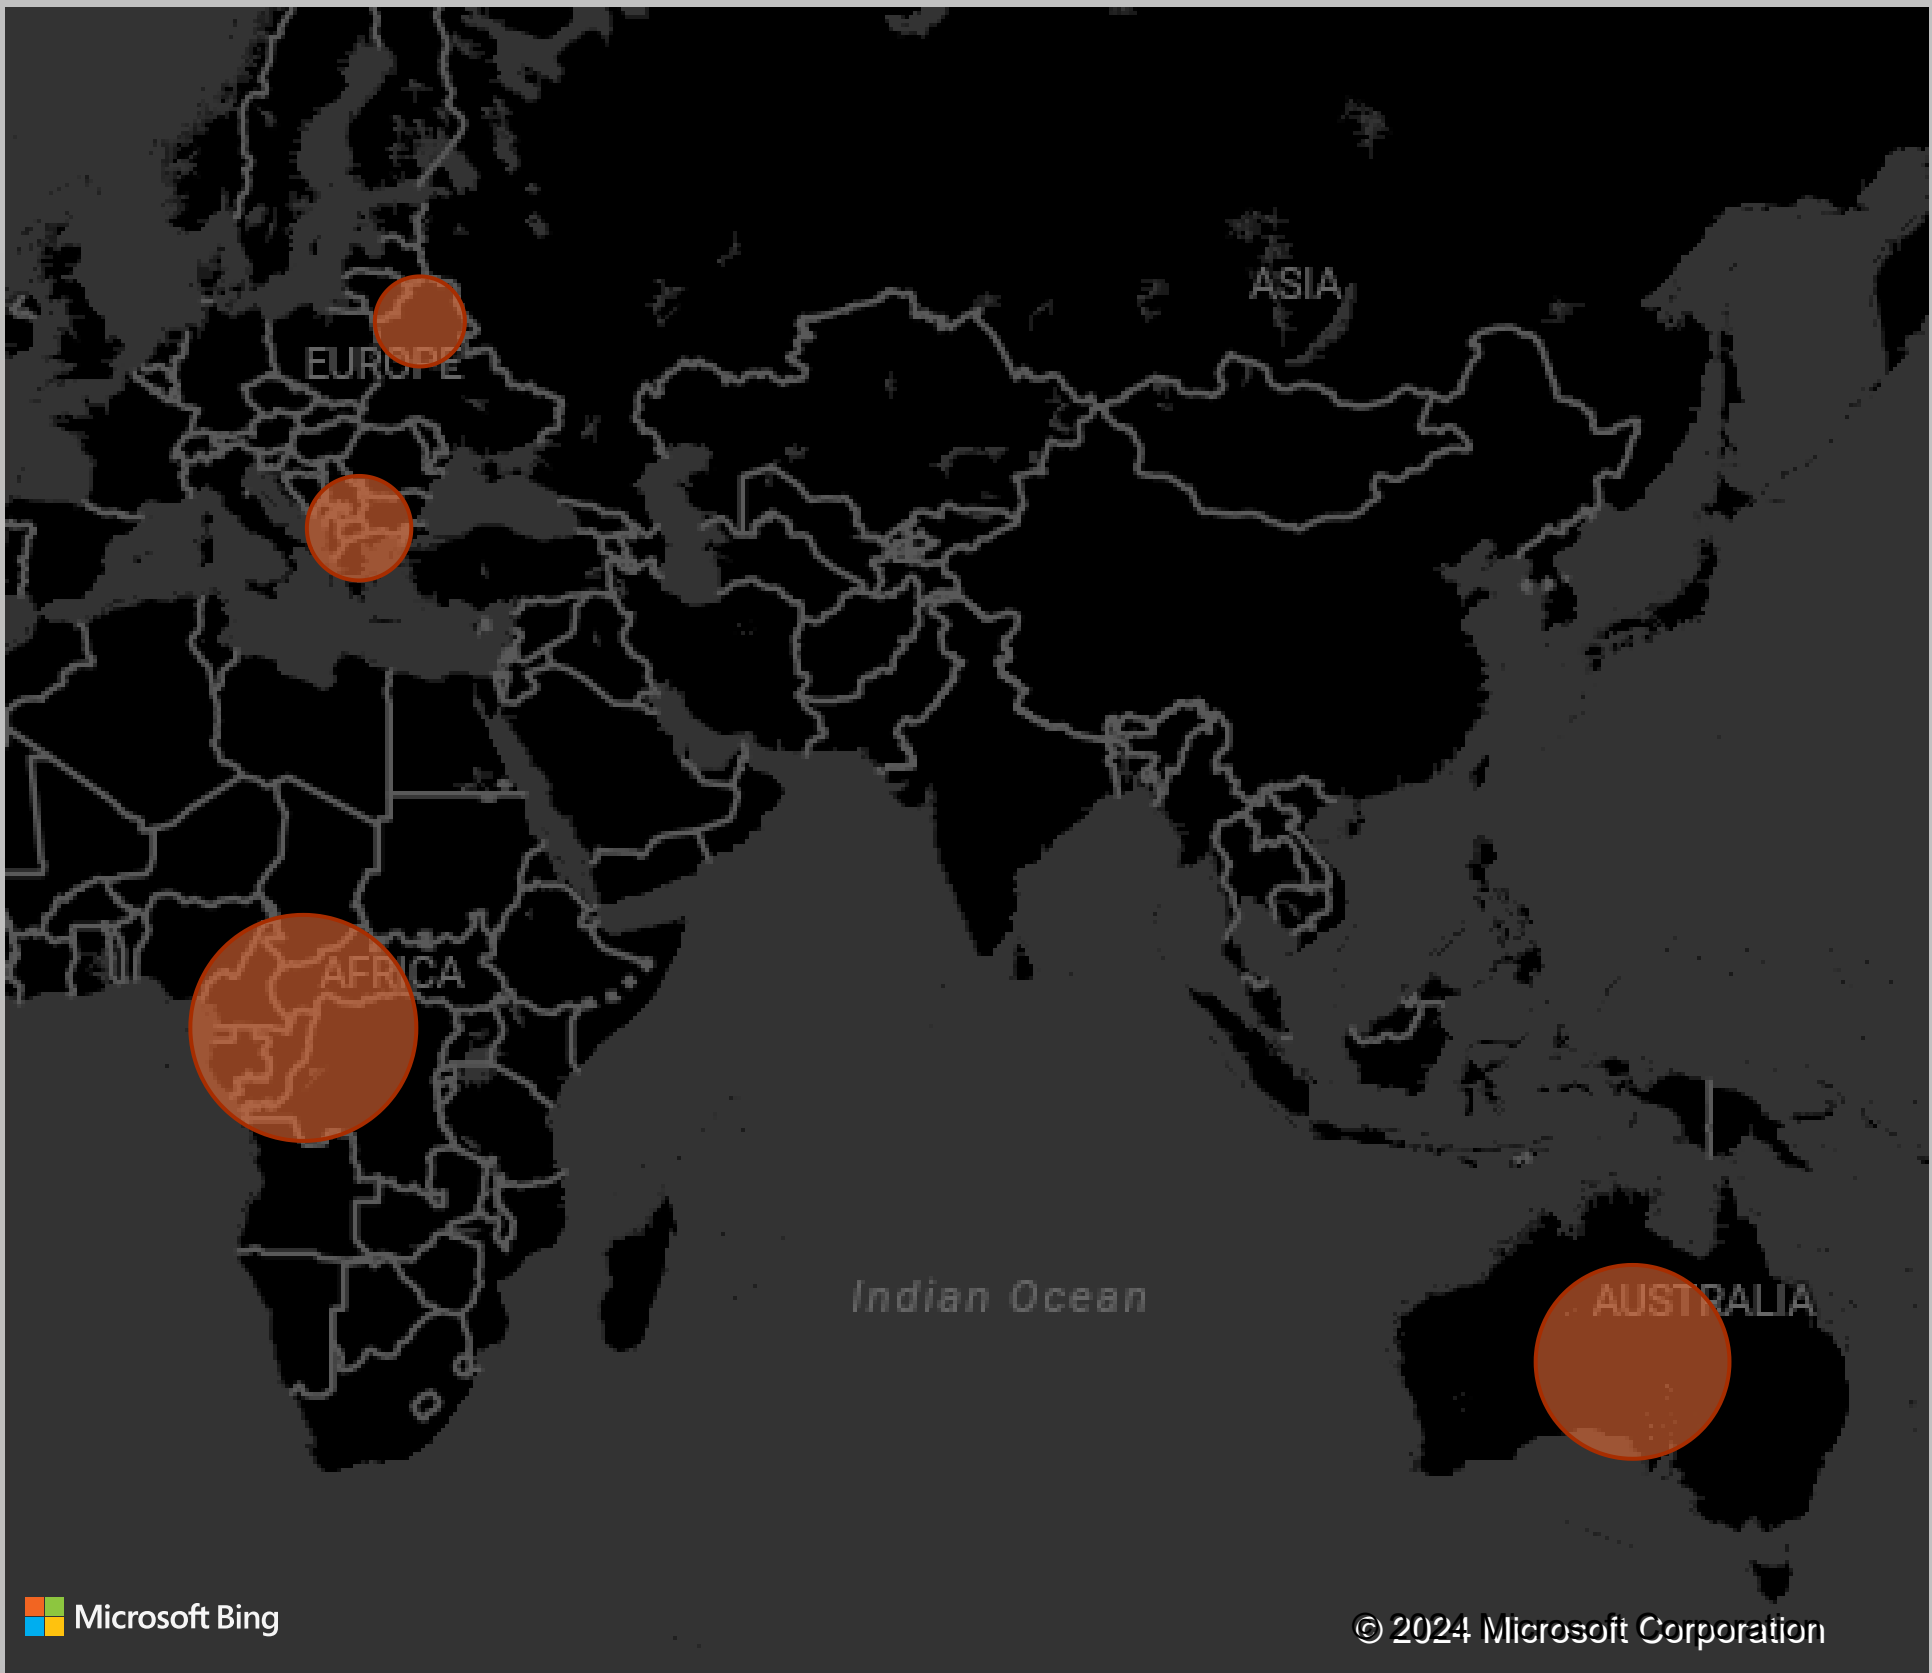 ASIA
EUROPE
AFRICA
Indian Ocean
AUSTRALIA
Microsoft Bing
© 2024 Microsoft Corporation